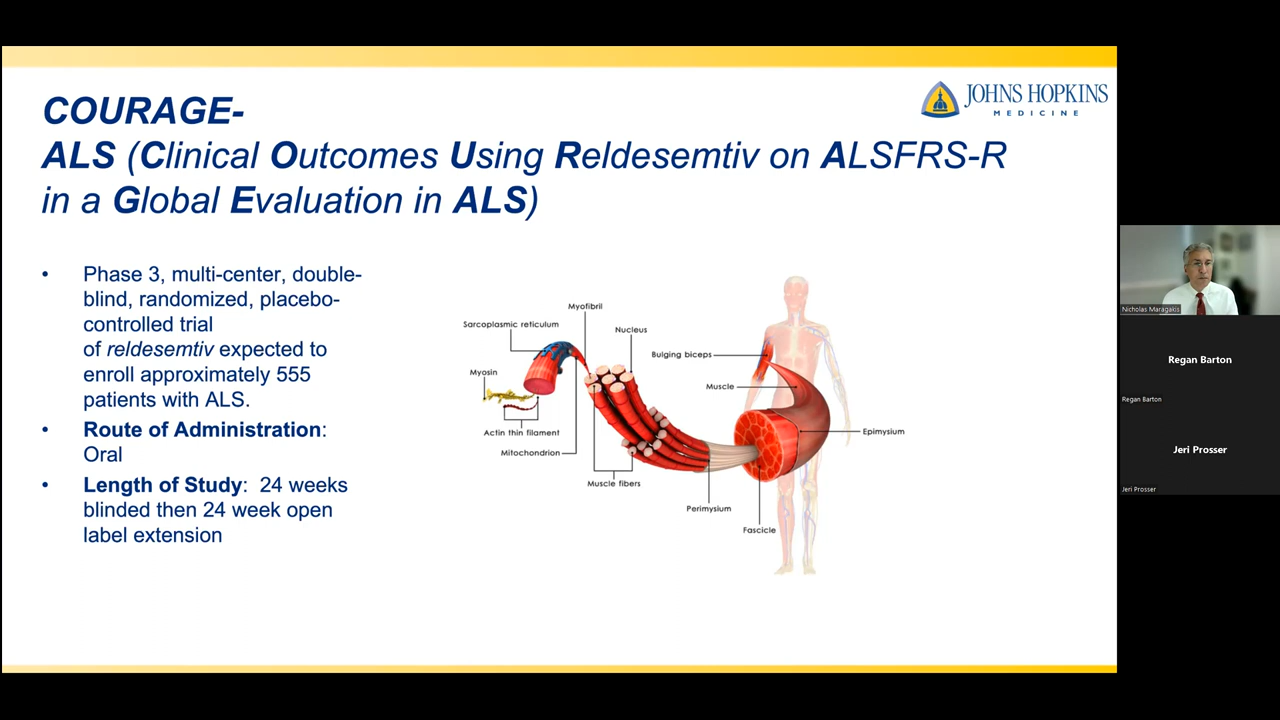 COURAGE-
ALS (Clinical Outcomes Using Reldesemtiv on ALSFRS-R
in a Global Evaluation in ALS)
JOHNS HOPKINS
MEDICINE
• Phase 3, multi-center, double-
blind, randomized, placebo-
controlled trial
of reldesemtiv expected to
enroll approximately 555
patients with ALS.
• Route of Administration:
Oral
• Length of Study: 24 weeks
blinded then 24 week open
label extension
Myofibril
Sarcoplasmic reticulum
Nucleus
Bulging biceps
Myosin
Muscle
Actin thin filament
Epimysium
Mitochondrion
Muscle fibers
Perimysium
Fascicle
Nicholas Maragakis
Regan Barton
Regan Barton
Jeri Prosser
Jeri Prosser